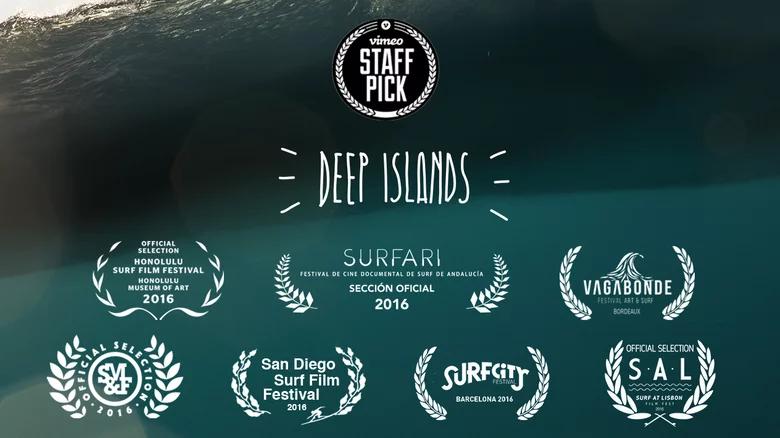 vimeo
STAFF
PICK
DEEP ISLANDS
OFFICIAL
SELECTION
HONOLULU
SURF FILM FESTIVAL
HONOLULU
MUSEUM OF ART
2016
SURFARI
FESTIVAL DE CINE DOCUMENTAL DE SURF DE ANDALUCÍA
SECCIÓN OFICIAL
2016
VAGABONDE
FESTIVAL ART & SURF
BORDEAUX
OFFICIAL SELECTION
SM
&F
·2016·
San Diego
Surf Film
Festival
2016
SURFCITY
FESTIVAL
BARCELONA 2016
OFFICIAL SELECTION
S·A·L
SURF AT LISBON
FILM FEST
2016